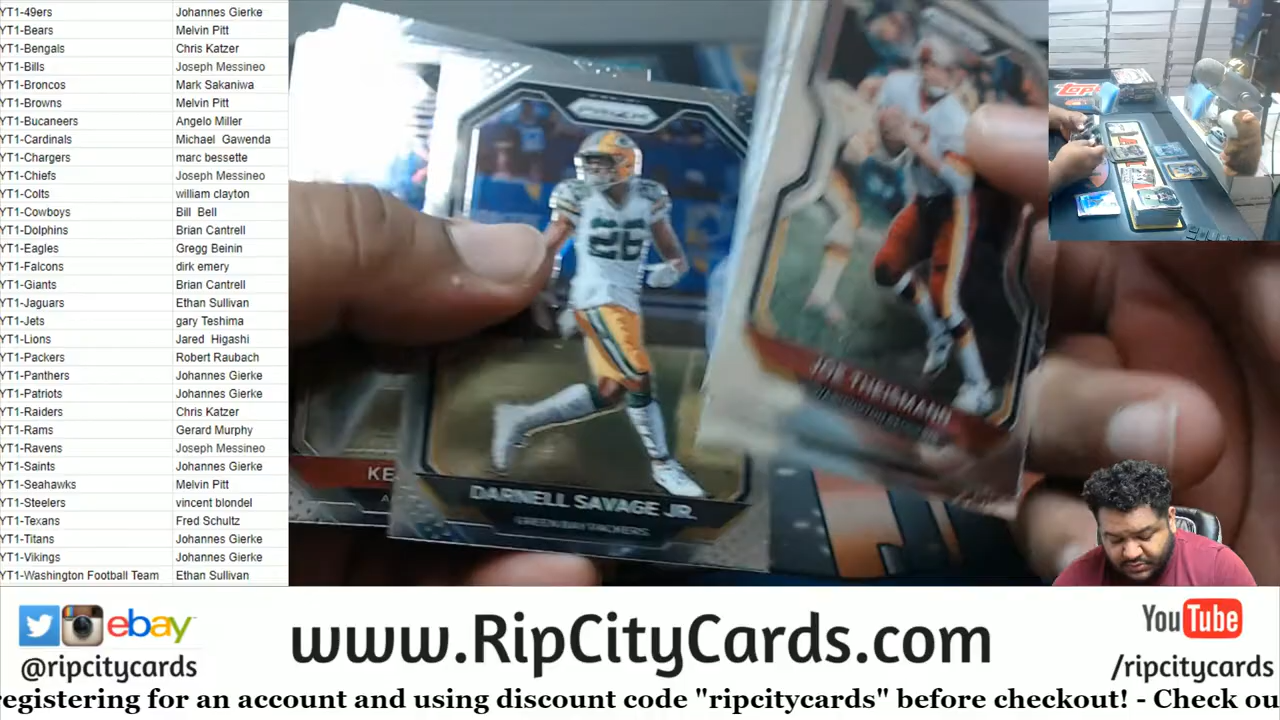 YT1-49ers Johannes Gierke
YT1-Bears Melvin Pitt
YT1-Bengals Chris Katzer
YT1-Bills Joseph Messineo
YT1-Broncos Mark Sakaniwa
YT1-Browns Melvin Pitt
YT1-Bucaneers Angelo Miller
YT1-Cardinals Michael Gawenda
YT1-Chargers marc bessette
YT1-Chiefs Joseph Messineo
YT1-Colts william clayton
YT1-Cowboys Bill Bell
YT1-Dolphins Brian Cantrell
YT1-Eagles Gregg Beinin
YT1-Falcons dirk emery
YT1-Giants Brian Cantrell
YT1-Jaguars Ethan Sullivan
YT1-Jets gary Teshima
YT1-Lions Jared Higashi
YT1-Packers Robert Raubach
YT1-Panthers Johannes Gierke
YT1-Patriots Johannes Gierke
YT1-Raiders Chris Katzer
YT1-Rams Gerard Murphy
YT1-Ravens Joseph Messineo
YT1-Saints Johannes Gierke
YT1-Seahawks Melvin Pitt
YT1-Steelers vincent blondel
YT1-Texans Fred Schultz
YT1-Titans Johannes Gierke
YT1-Vikings Johannes Gierke
YT1-Washington Football Team Ethan Sullivan
PRIZM
26
DARNELL SAVAGE JR.
GREEN BAY PACKERS
KE
JOE THEISMANN
Topps
ebay
@ripcitycards
www.RipCityCards.com
YouTube
/ripcitycards
registering for an account and using discount code "ripcitycards" before checkout! - Check ou